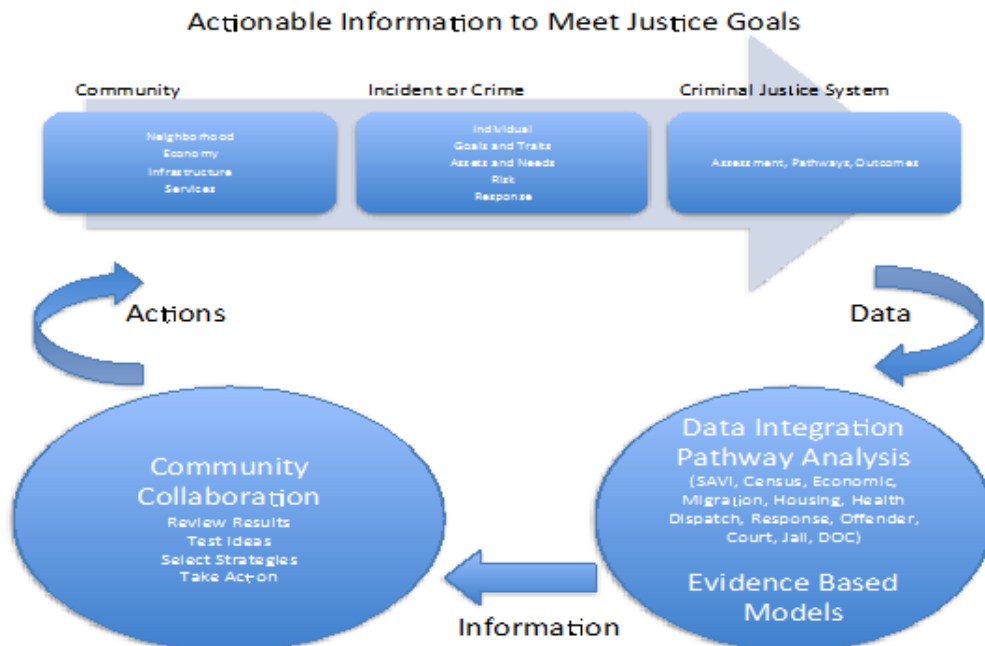 Actionable Information to Meet Justice Goals
Community
Incident or Crime
Criminal Justice System
Neighborhood
Economy
Infrastructure
Services
Individual
Goals and Traits
Assets and Needs
Risk
Response
Assessment, Pathways, Outcomes
Actions
Data
Community
Collaboration
Review Results
Test Ideas
Select Strategies
Take Action
Data Integration
Pathway Analysis
(SAVI, Census, Economic,
Migration, Housing, Health
Dispatch, Response, Offender,
Court, Jail, DOC)
Evidence Based
Models
Information